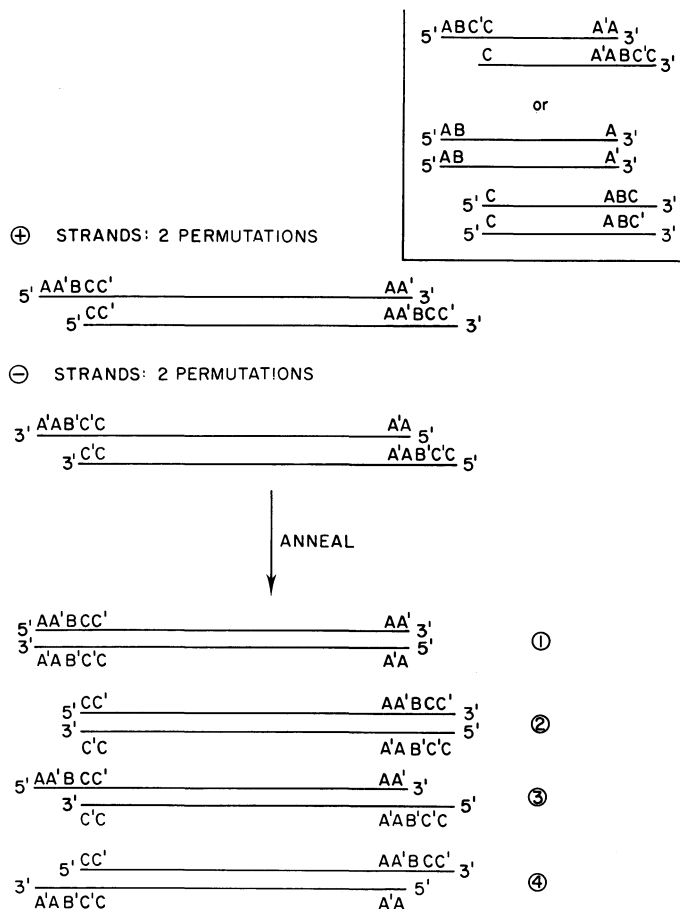 5' ABC'C A'A 3'
C A'ABC'C 3'
or
5' AB A 3'
5' AB A' 3'
5' C ABC 3'
5' C ABC' 3'
⊕ STRANDS: 2 PERMUTATIONS
5' AA'BCC' AA' 3'
5' CC' AA'BCC' 3'
⊖ STRANDS: 2 PERMUTATIONS
3' A'AB'C'C A'A 5'
3' C'C A'AB'C'C 5'
ANNEAL
5' AA'BCC' AA' 3'
3' A'AB'C'C A'A 5'
①
5' CC' AA'BCC' 3'
3' C'C A'AB'C'C 5'
②
5' AA'BCC' AA' 3'
3' C'C A'AB'C'C 5'
③
5' CC' AA'BCC' 3'
3' A'AB'C'C A'A 5'
④